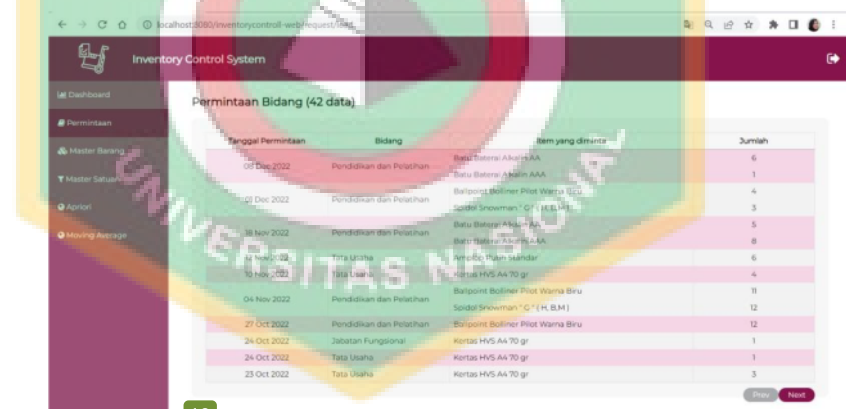 localhost:8080/inventorycontroll-web/request/
Inventory Control System
Dashboard
Permintaan Bidang (42 data)
Permintaan
Tanggal Permintaan Bidang Item yang diminta Jumlah
Master Barang
Master Satuan
Apriori
Moving Average
08 Dec 2022 Pendidikan dan Pelatihan Batu Baterai Alkalin AA 6
Batu Baterai Alkalin AAA 1
Dec 2022 Pendidikan dan Pelatihan Ballpoint Bolliner Pilot Warna Biru 4
Spidol Snowman " G " ( H, B,M ) 3
18 Nov 2022 Pendidikan dan Pelatihan Batu Baterai Alkalin AA 5
Batu Baterai Alkalin AAA 8
Nov 2022 Tata Usaha Amplop Putih Standar 6
10 Nov 2022 Tata Usaha Kertas HVS A4 70 gr 4
04 Nov 2022 Pendidikan dan Pelatihan Ballpoint Bolliner Pilot Warna Biru 11
Spidol Snowman " G " ( H, B,M ) 12
27 Oct 2022 Pendidikan dan Pelatihan Ballpoint Bolliner Pilot Warna Biru 12
24 Oct 2022 Jabatan Fungsional Kertas HVS A4 70 gr 1
24 Oct 2022 Tata Usaha Kertas HVS A4 70 gr 1
23 Oct 2022 Tata Usaha Kertas HVS A4 70 gr 3
Prev Next
UNIVERSITAS NASIONAL